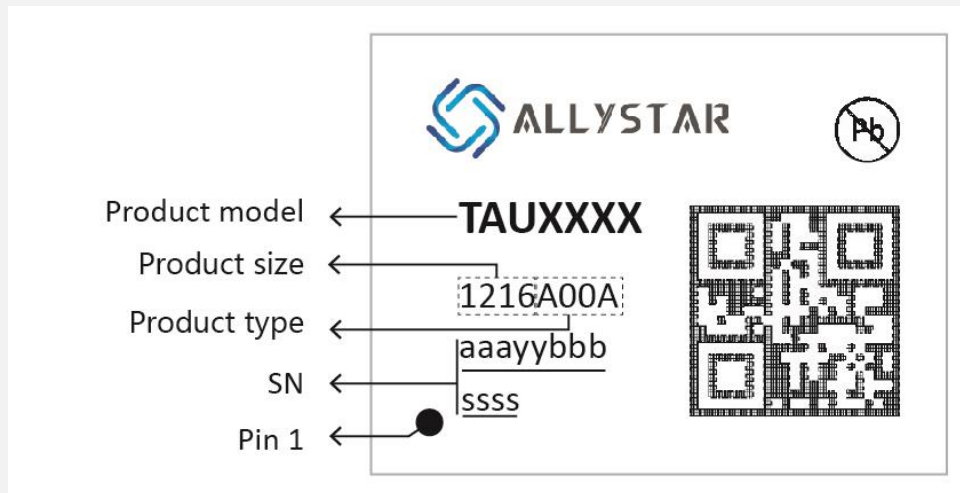 ALLYSTAR
Pb
Product model
TAUXXXX
Product size
1216A00A
Product type
aaayybbb
SN
ssss
Pin 1